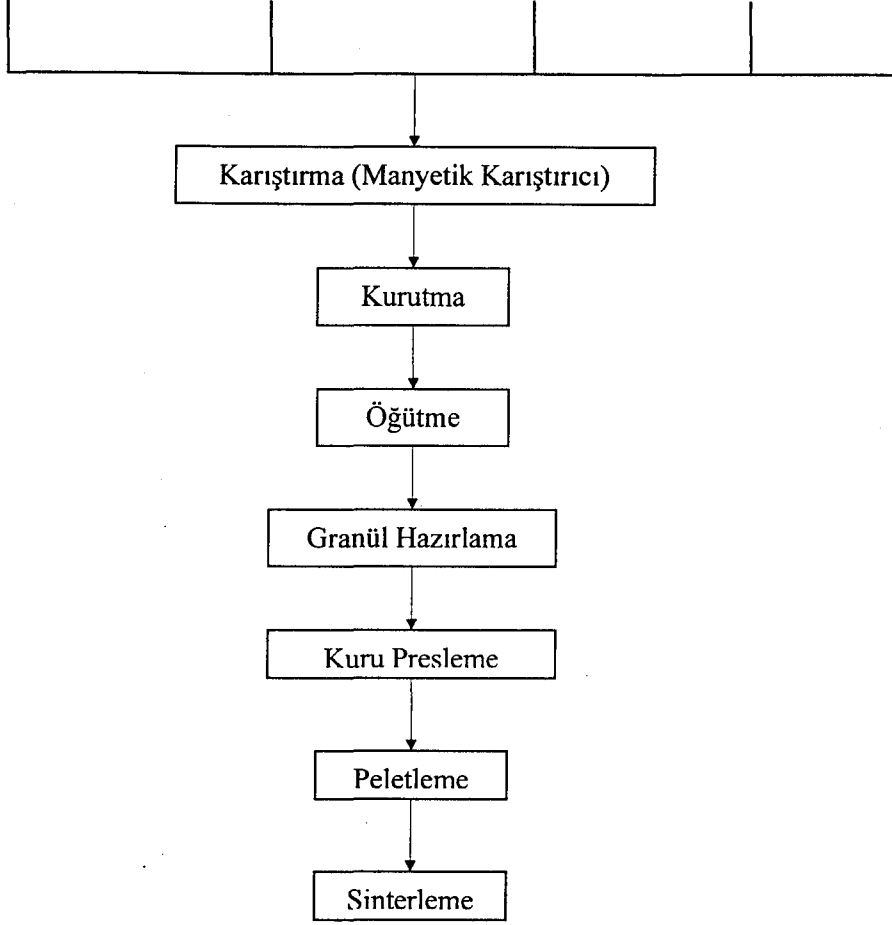 Karıştırma (Manyetik Karıştırıcı)
Kurutma
Öğütme
Granül Hazırlama
Kuru Presleme
Peletleme
Sinterleme